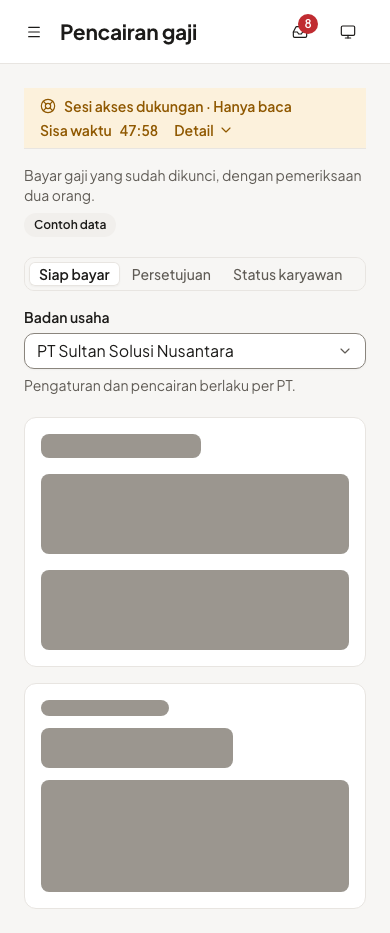 Pencairan gaji
8
Sesi akses dukungan · Hanya baca
Sisa waktu 47:58 Detail
Bayar gaji yang sudah dikunci, dengan pemeriksaan
dua orang.
Contoh data
Siap bayar Persetujuan Status karyawan
Badan usaha
PT Sultan Solusi Nusantara
Pengaturan dan pencairan berlaku per PT.